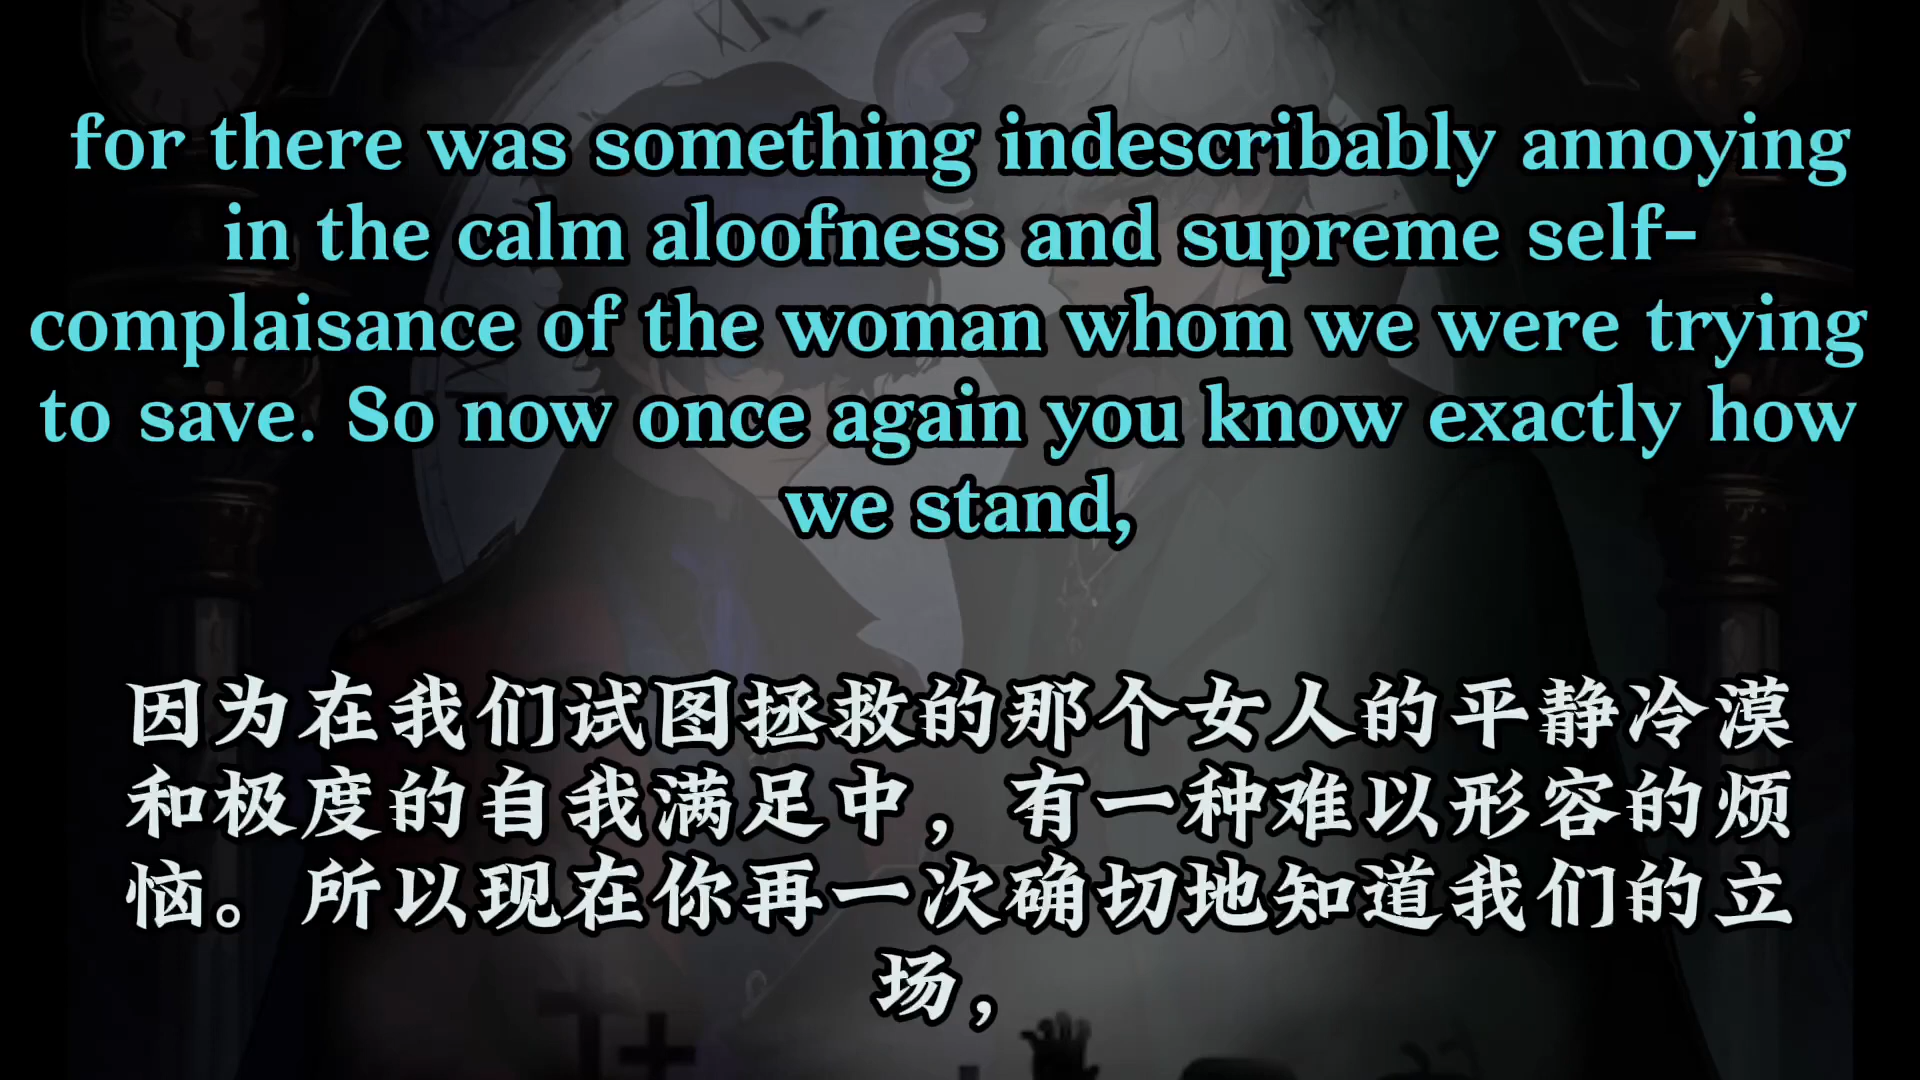 for there was something indescribably annoying
in the calm aloofness and supreme self-
complaisance of the woman whom we were trying
to save. So now once again you know exactly how
we stand,
因为在我们试图拯救的那个女人的平静冷漠
和极度的自我满足中，有一种难以形容的烦
恼。所以现在你再一次确切地知道我们的立
场，